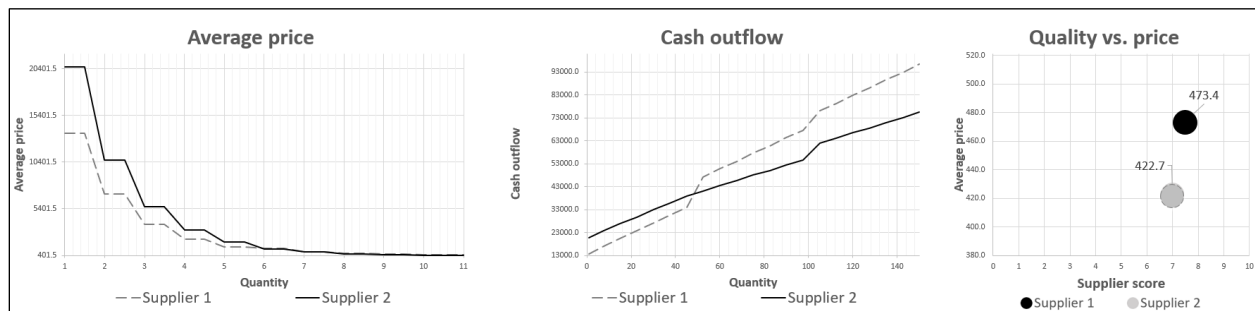 Average price
Average price
20401.5
15401.5
10401.5
5401.5
401.5
1 2 3 4 5 6 7 8 9 10 11
Quantity
Supplier 1 Supplier 2
Cash outflow
Cash outflow
93000.0
83000.0
73000.0
63000.0
53000.0
43000.0
33000.0
23000.0
13000.0
0 20 40 60 80 100 120 140
Quantity
Supplier 1 Supplier 2
Quality vs. price
Average price
520.0
500.0
480.0
460.0
440.0
420.0
400.0
380.0
473.4
422.7
0 1 2 3 4 5 6 7 8 9 10
Supplier score
Supplier 1 Supplier 2